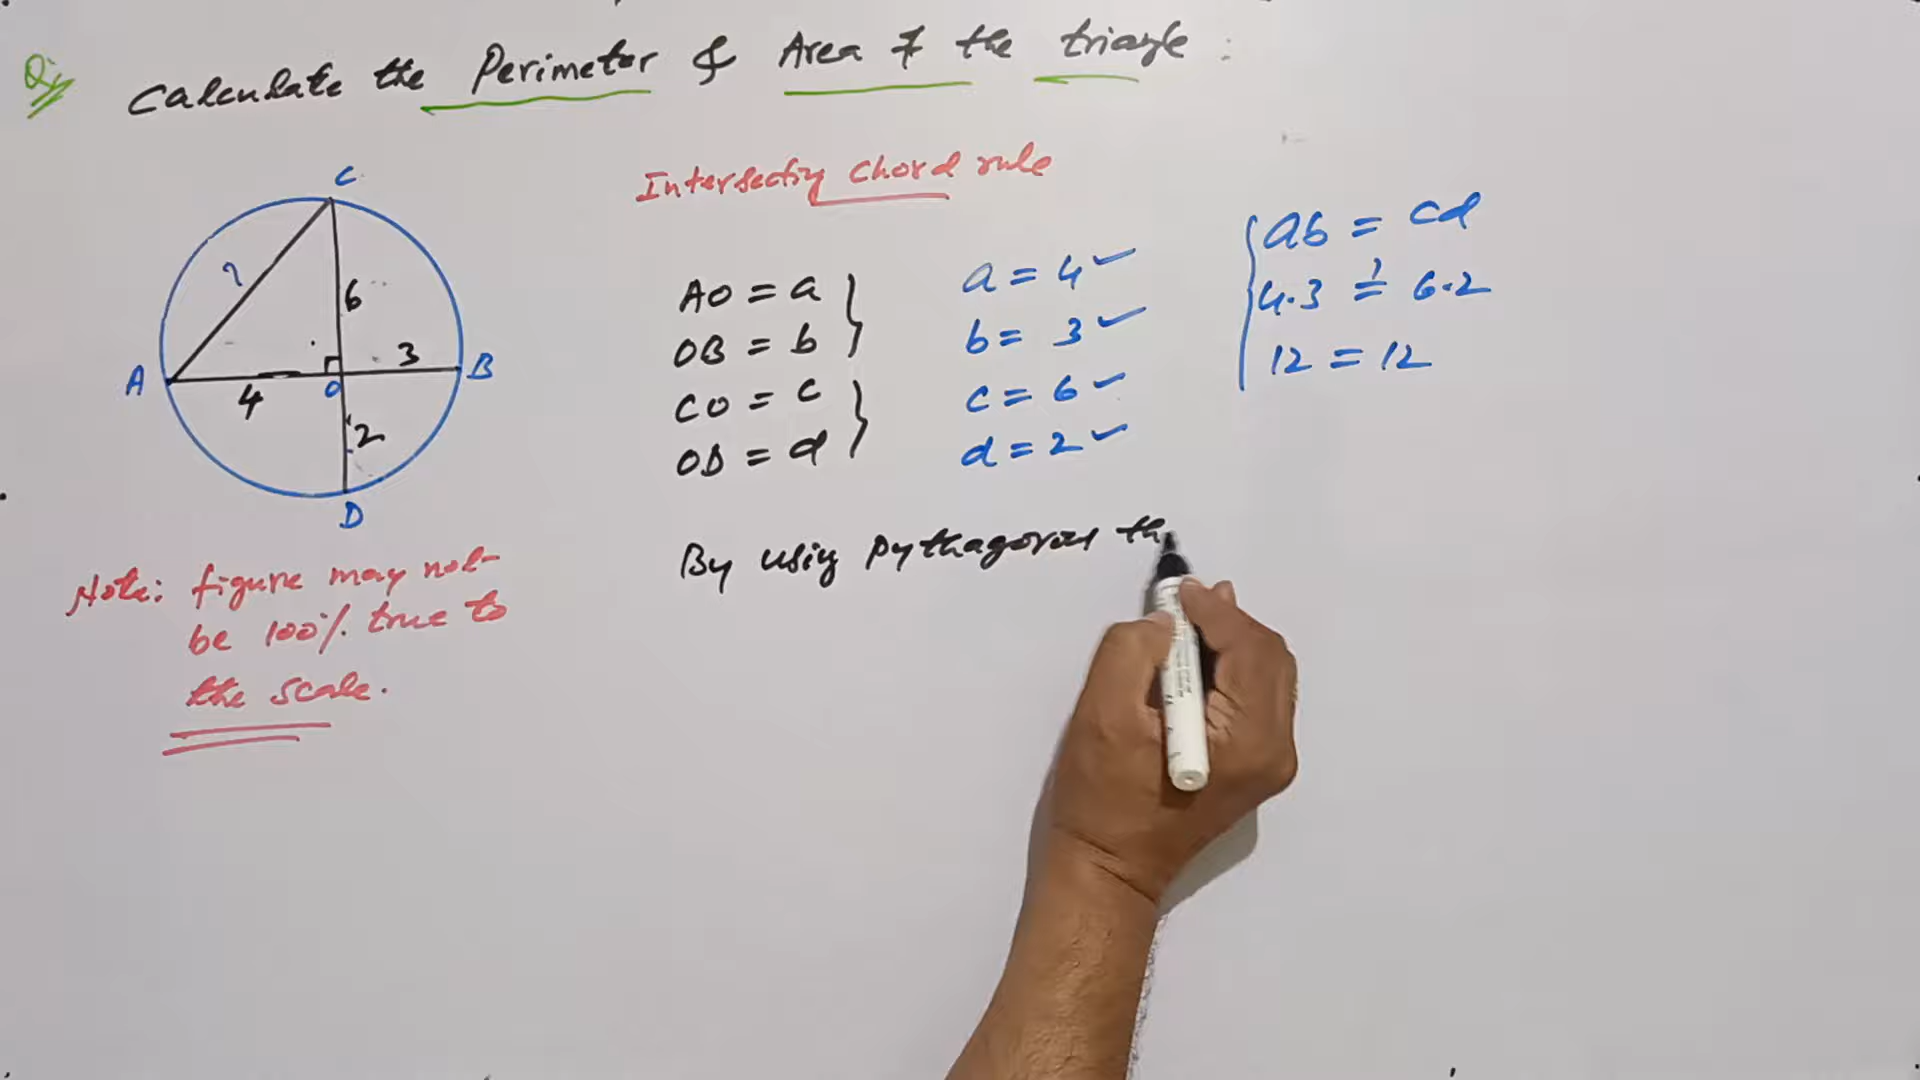 Q:
Calculate the Perimeter & Area of the triangle :
Intersecting Chord rule
C
A
B
O
D
?
6
3
4
2
AO = a
OB = b
CO = c
OD = d
a = 4 ✓
b = 3 ✓
c = 6 ✓
d = 2 ✓
ab = cd
4·3 ≟ 6·2
12 = 12
Note: figure may not
be 100% true to
the scale.
By using Pythagoras th